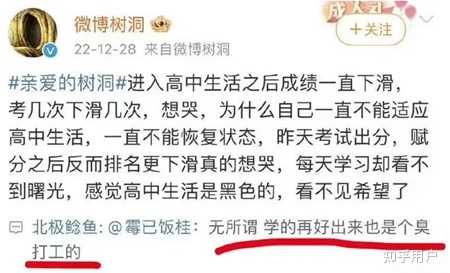 微博树洞
22-12-28 来自微博树洞
+关注
#亲爱的树洞#进入高中生活之后成绩一直下滑，
考几次下滑几次，想哭，为什么自己一直不能适应
高中生活，一直不能恢复状态，昨天考试出分，赋
分之后反而排名更下滑真的想哭，每天学习却看不
到曙光，感觉高中生活是黑色的，看不见希望了
北极鲶鱼：@霉已饭桂：无所谓 学的再好出来也是个臭
打工的
知乎用户